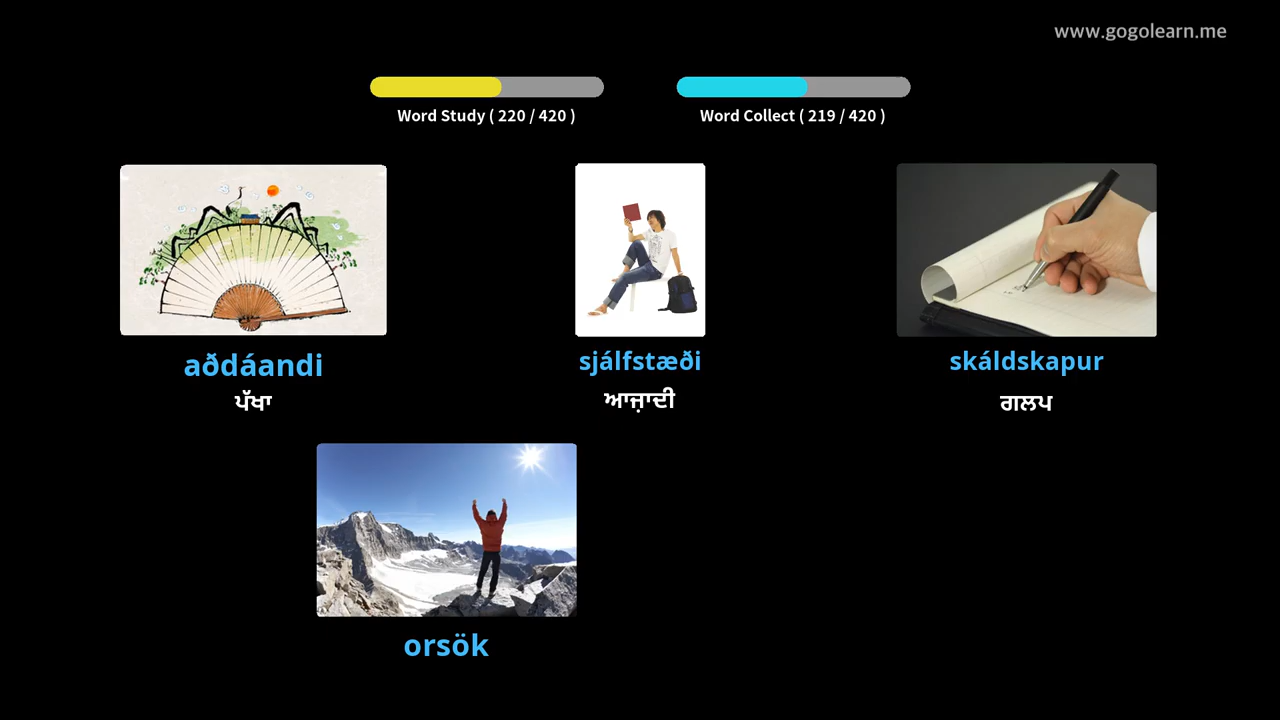 www.gogolearn.me
Word Study ( 220 / 420 )
Word Collect ( 219 / 420 )
aðdáandi
sjálfstæði
skáldskapur
ਪੱਖਾ
ਆਜ਼ਾਦੀ
ਗਲਪ
orsök